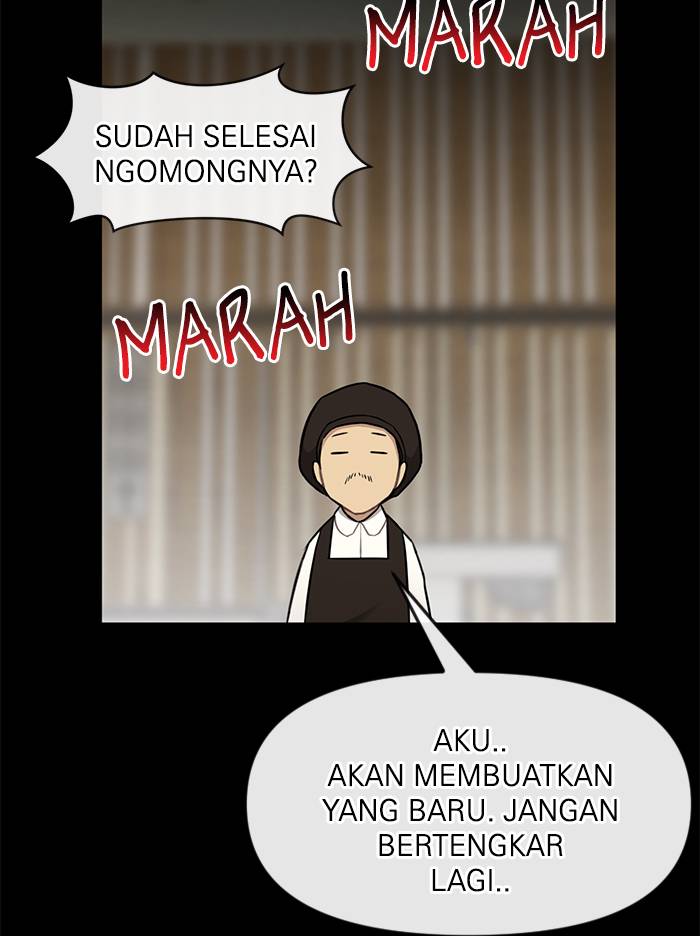 MARAH
SUDAH SELESAI
NGOMONGNYA?
MARAH
AKU..
AKAN MEMBUATKAN
YANG BARU. JANGAN
BERTENGKAR
LAGI..